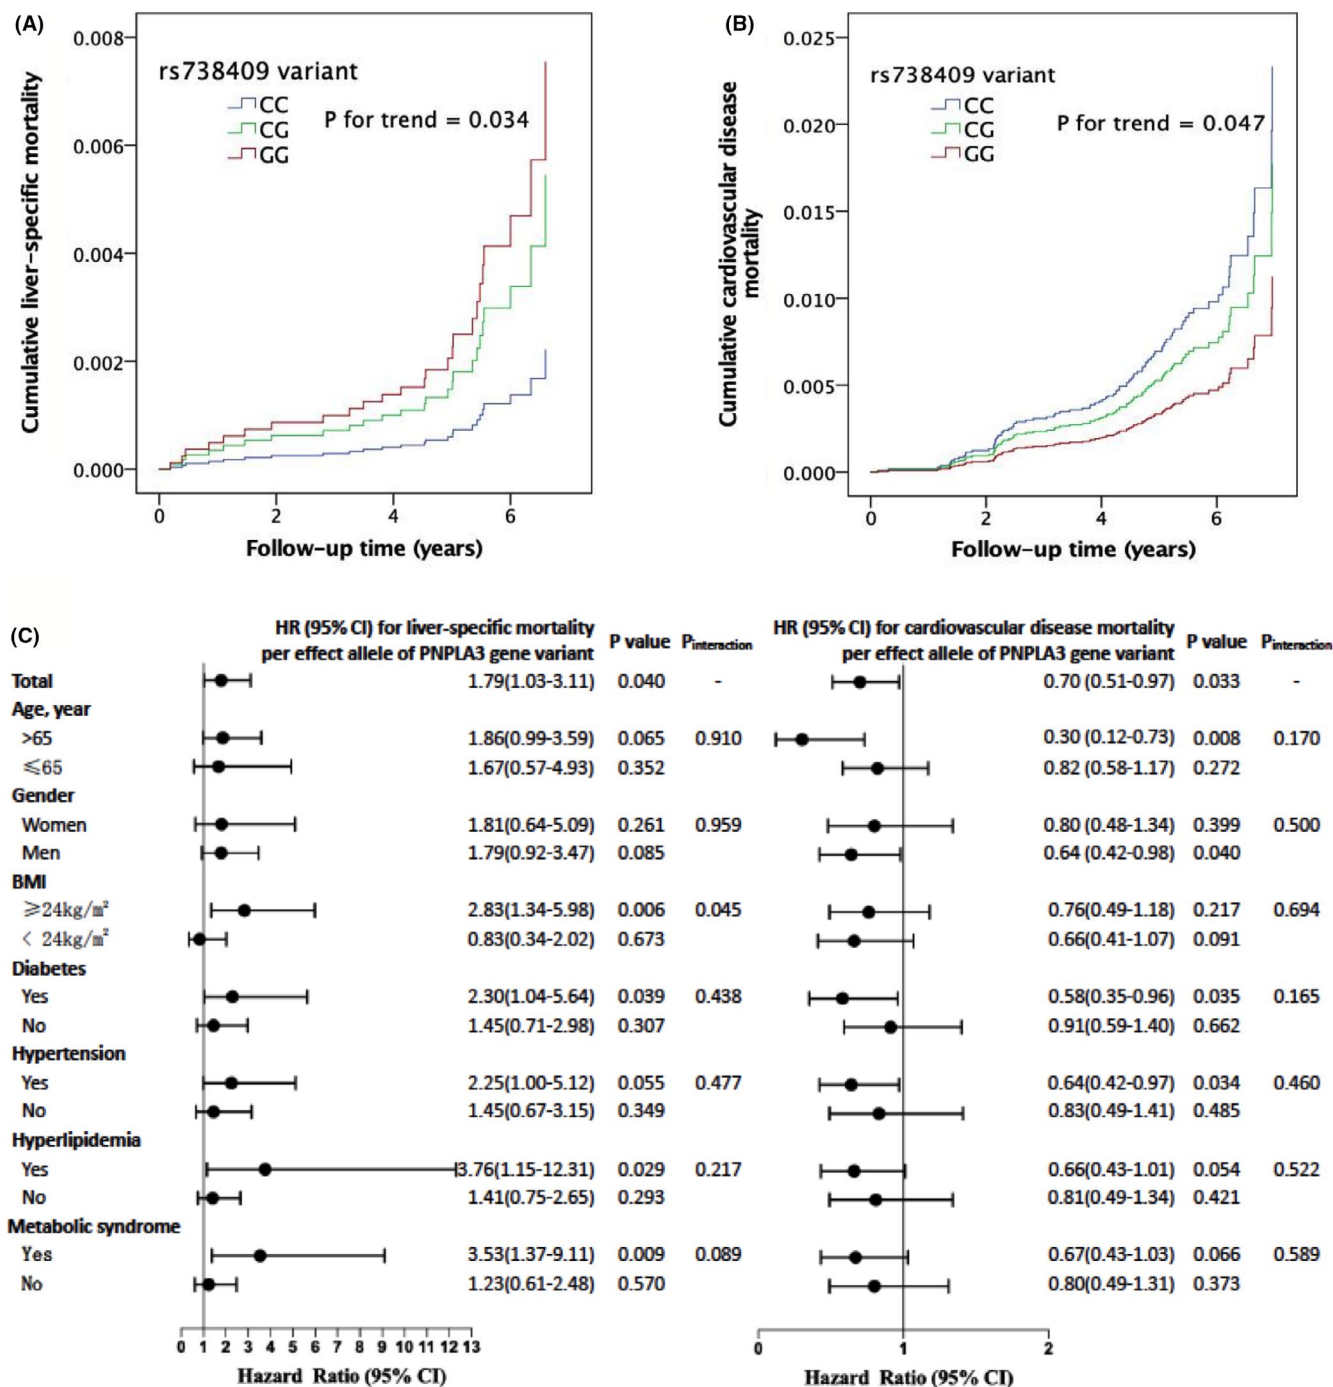 (A)
0.008
0.006
0.004
0.002
0.000
Cumulative liver-specific mortality
rs738409 variant
CC
CG
GG
P for trend = 0.034
0 2 4 6
Follow-up time (years)
(B)
0.025
0.020
0.015
0.010
0.005
0.000
Cumulative cardiovascular disease
mortality
rs738409 variant
CC
CG
GG
P for trend = 0.047
0 2 4 6
Follow-up time (years)
(C)
HR (95% CI) for liver-specific mortality
per effect allele of PNPLA3 gene variant P value Pinteraction
HR (95% CI) for cardiovascular disease mortality
per effect allele of PNPLA3 gene variant P value Pinteraction
Total 1.79(1.03-3.11) 0.040 - 0.70 (0.51-0.97) 0.033 -
Age, year
>65 1.86(0.99-3.59) 0.065 0.910 0.30 (0.12-0.73) 0.008 0.170
≤65 1.67(0.57-4.93) 0.352 0.82 (0.58-1.17) 0.272
Gender
Women 1.81(0.64-5.09) 0.261 0.959 0.80 (0.48-1.34) 0.399 0.500
Men 1.79(0.92-3.47) 0.085 0.64 (0.42-0.98) 0.040
BMI
≥24kg/m² 2.83(1.34-5.98) 0.006 0.045 0.76(0.49-1.18) 0.217 0.694
< 24kg/m² 0.83(0.34-2.02) 0.673 0.66(0.41-1.07) 0.091
Diabetes
Yes 2.30(1.04-5.64) 0.039 0.438 0.58(0.35-0.96) 0.035 0.165
No 1.45(0.71-2.98) 0.307 0.91(0.59-1.40) 0.662
Hypertension
Yes 2.25(1.00-5.12) 0.055 0.477 0.64(0.42-0.97) 0.034 0.460
No 1.45(0.67-3.15) 0.349 0.83(0.49-1.41) 0.485
Hyperlipidemia
Yes 3.76(1.15-12.31) 0.029 0.217 0.66(0.43-1.01) 0.054 0.522
No 1.41(0.75-2.65) 0.293 0.81(0.49-1.34) 0.421
Metabolic syndrome
Yes 3.53(1.37-9.11) 0.009 0.089 0.67(0.43-1.03) 0.066 0.589
No 1.23(0.61-2.48) 0.570 0.80(0.49-1.31) 0.373
0 1 2 3 4 5 6 7 8 9 10 11 12 13
Hazard Ratio (95% CI)
0 1 2
Hazard Ratio (95% CI)